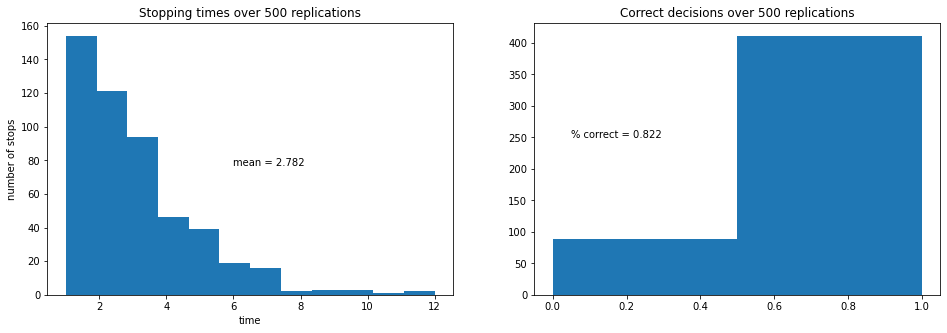 Stopping times over 500 replications
160
140
120
100
80
60
40
20
0
number of stops
mean = 2.782
2 4 6 8 10 12
time
Correct decisions over 500 replications
400
350
300
250
200
150
100
50
0
% correct = 0.822
0.0 0.2 0.4 0.6 0.8 1.0